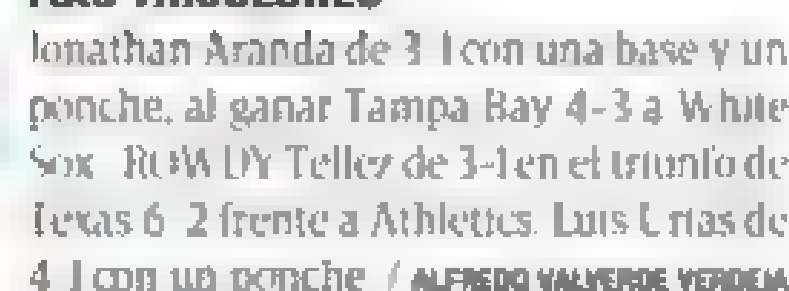 Jonathan Aranda de 3-1 con una base y un
ponche, al ganar Tampa Bay 4-3 a White
Sox. ROWDY Tellez de 3-1 en el triunfo de
Texas 6-2 frente a Athletics. Luis Urías de
4-1 con un ponche / ALFREDO VALVERDE